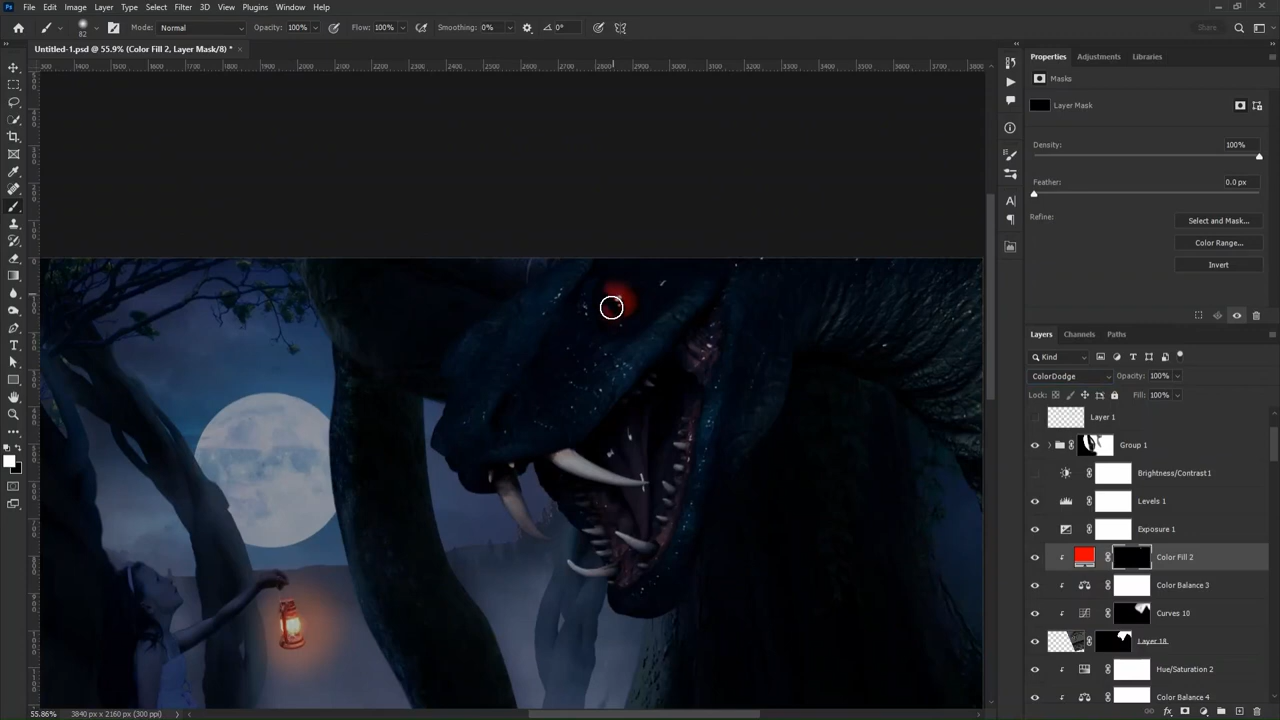 Ps File Edit Image Layer Type Select Filter 3D View Plugins Window Help
82 Mode: Normal Opacity: 100% Flow: 100% Smoothing: 0% 0° Share
Untitled-1.psd @ 55.9% (Color Fill 2, Layer Mask/8) *
Properties Adjustments Libraries
Masks
Layer Mask
Density: 100%
Feather: 0.0 px
Refine: Select and Mask...
Color Range...
Invert
Layers Channels Paths
Kind
ColorDodge Opacity: 100%
Lock: Fill: 100%
Layer 1
Group 1
Brightness/Contrast 1
Levels 1
Exposure 1
Color Fill 2
Color Balance 3
Curves 10
Layer 18
Hue/Saturation 2
Color Balance 4
55.86% 3840 px x 2160 px (300 ppi)